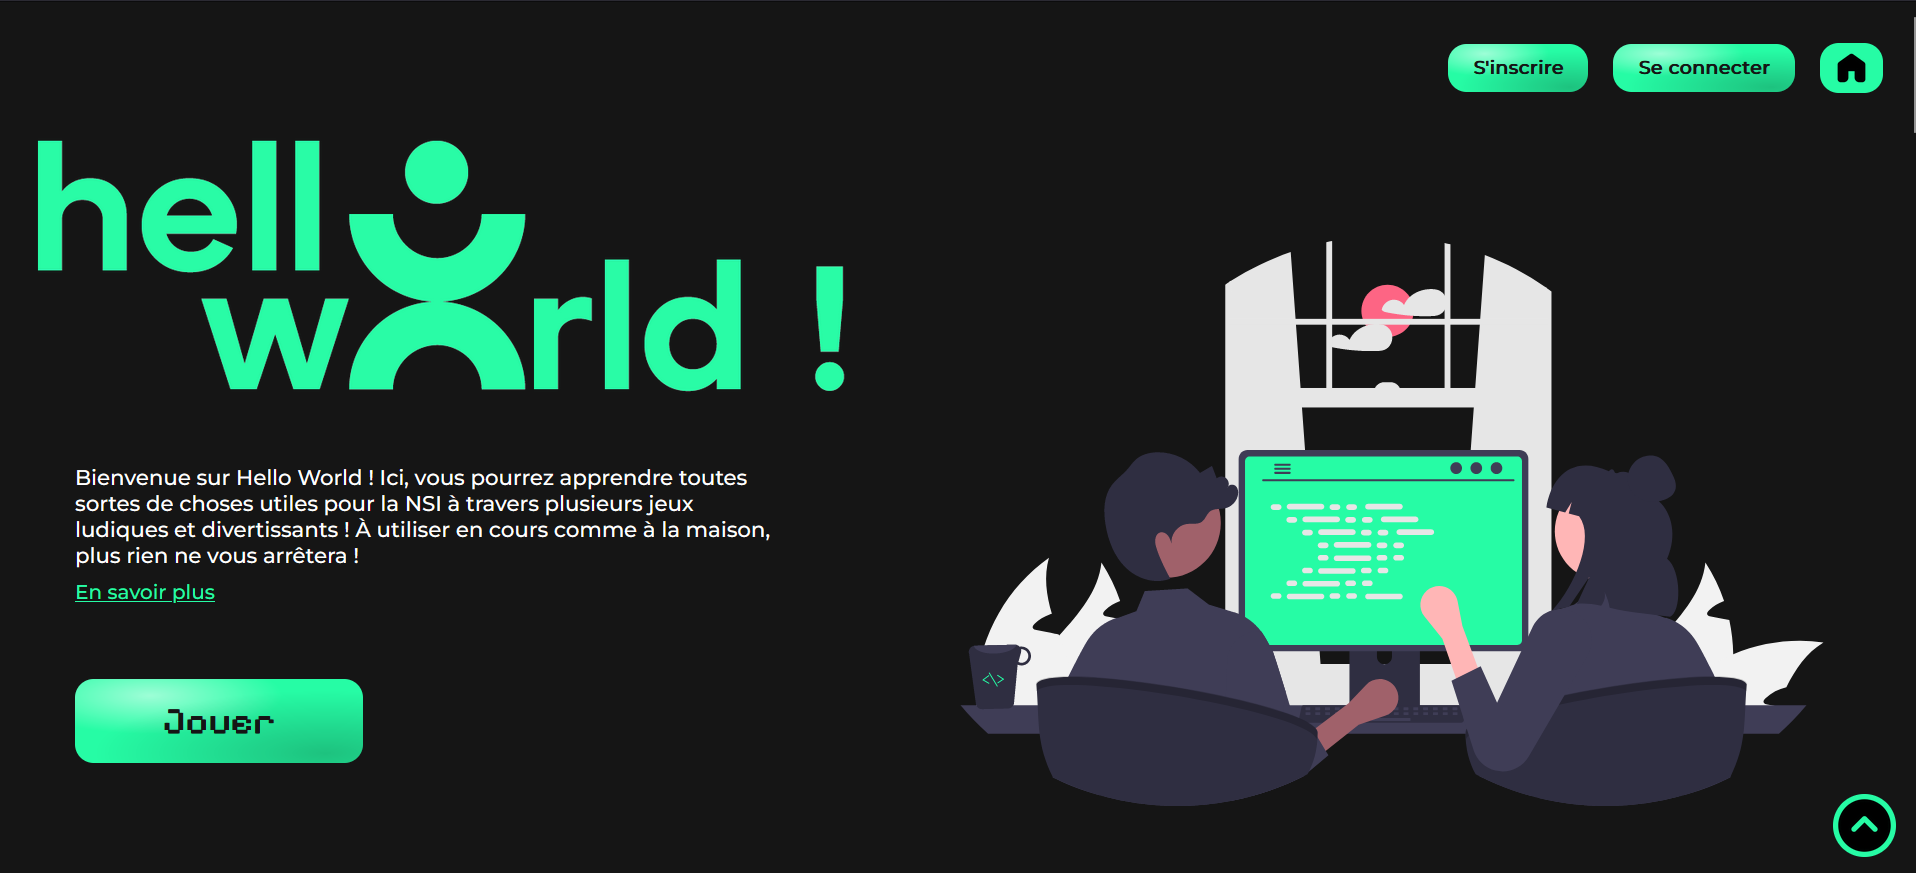 S'inscrire
Se connecter
hello
world !
Bienvenue sur Hello World ! Ici, vous pourrez apprendre toutes
sortes de choses utiles pour la NSI à travers plusieurs jeux
ludiques et divertissants ! À utiliser en cours comme à la maison,
plus rien ne vous arrêtera !
En savoir plus
<\>
Jouer